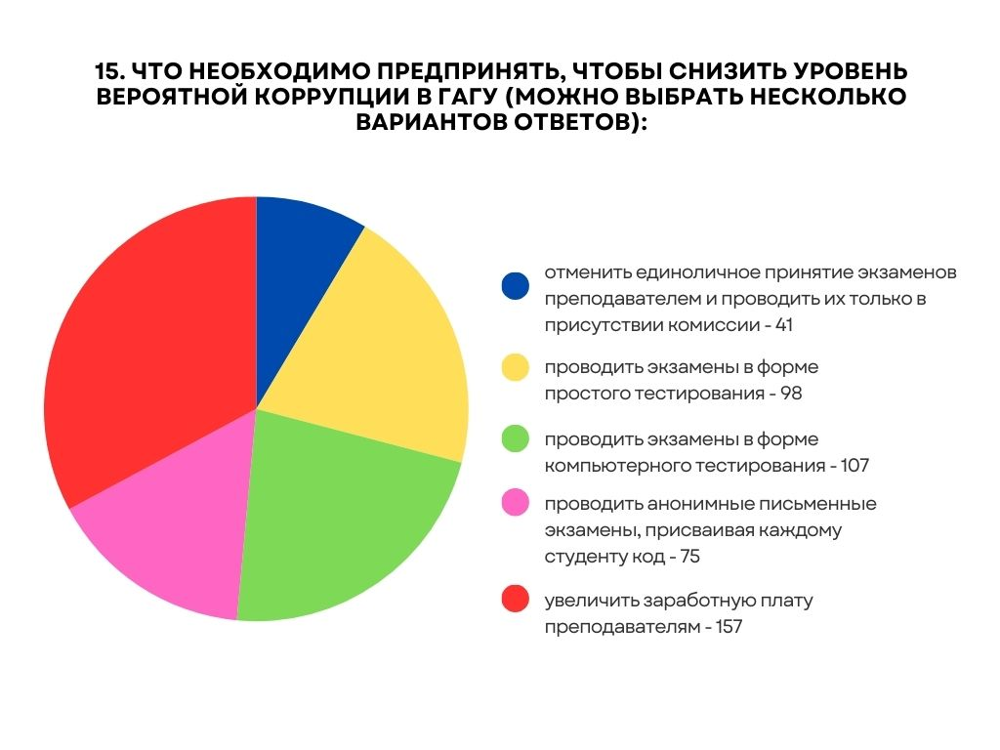 15. ЧТО НЕОБХОДИМО ПРЕДПРИНЯТЬ, ЧТОБЫ СНИЗИТЬ УРОВЕНЬ
ВЕРОЯТНОЙ КОРРУПЦИИ В ГАГУ (МОЖНО ВЫБРАТЬ НЕСКОЛЬКО
ВАРИАНТОВ ОТВЕТОВ):
отменить единоличное принятие экзаменов
преподавателем и проводить их только в
присутствии комиссии - 41
проводить экзамены в форме
простого тестирования - 98
проводить экзамены в форме
компьютерного тестирования - 107
проводить анонимные письменные
экзамены, присваивая каждому
студенту код - 75
увеличить заработную плату
преподавателям - 157